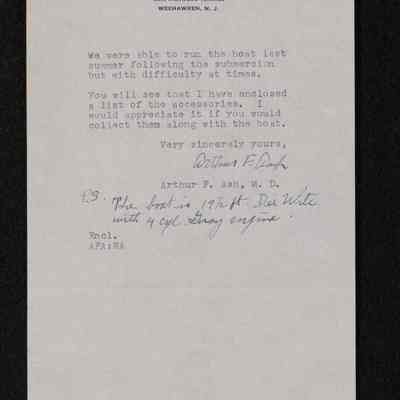 WEEHAWKEN, N. J.
We were able to run the boat last
summer following the submersion
but with difficulty at times.
You will see that I have enclosed
a list of the accessories.  I
would appreciate it if you would
collect them along with the boat.
Very sincerely yours,
Arthur F. Ash
Arthur F. Ash, M. D.
P.S. The boat is 19½ ft. Dee Wite
with 4 cyl Gray engine.
Encl.
AFA:HA